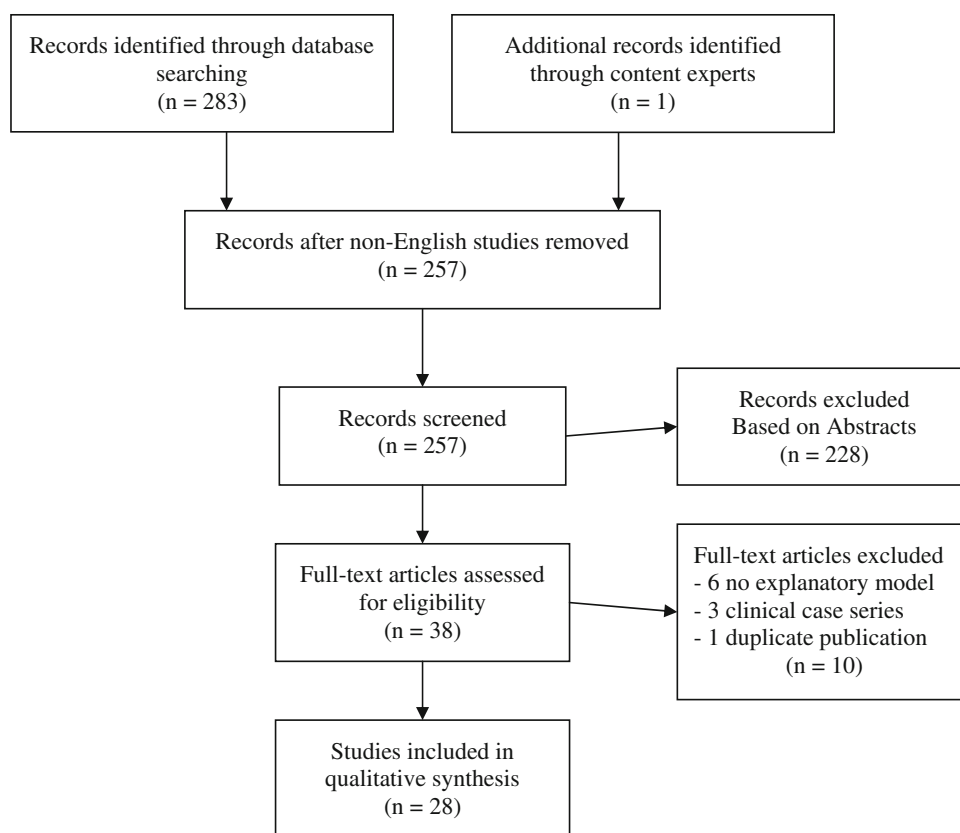 Records identified through database
searching
(n = 283)
Additional records identified
through content experts
(n = 1)
Records after non-English studies removed
(n = 257)
Records screened
(n = 257)
Records excluded
Based on Abstracts
(n = 228)
Full-text articles assessed
for eligibility
(n = 38)
Full-text articles excluded
- 6 no explanatory model
- 3 clinical case series
- 1 duplicate publication
(n = 10)
Studies included in
qualitative synthesis
(n = 28)